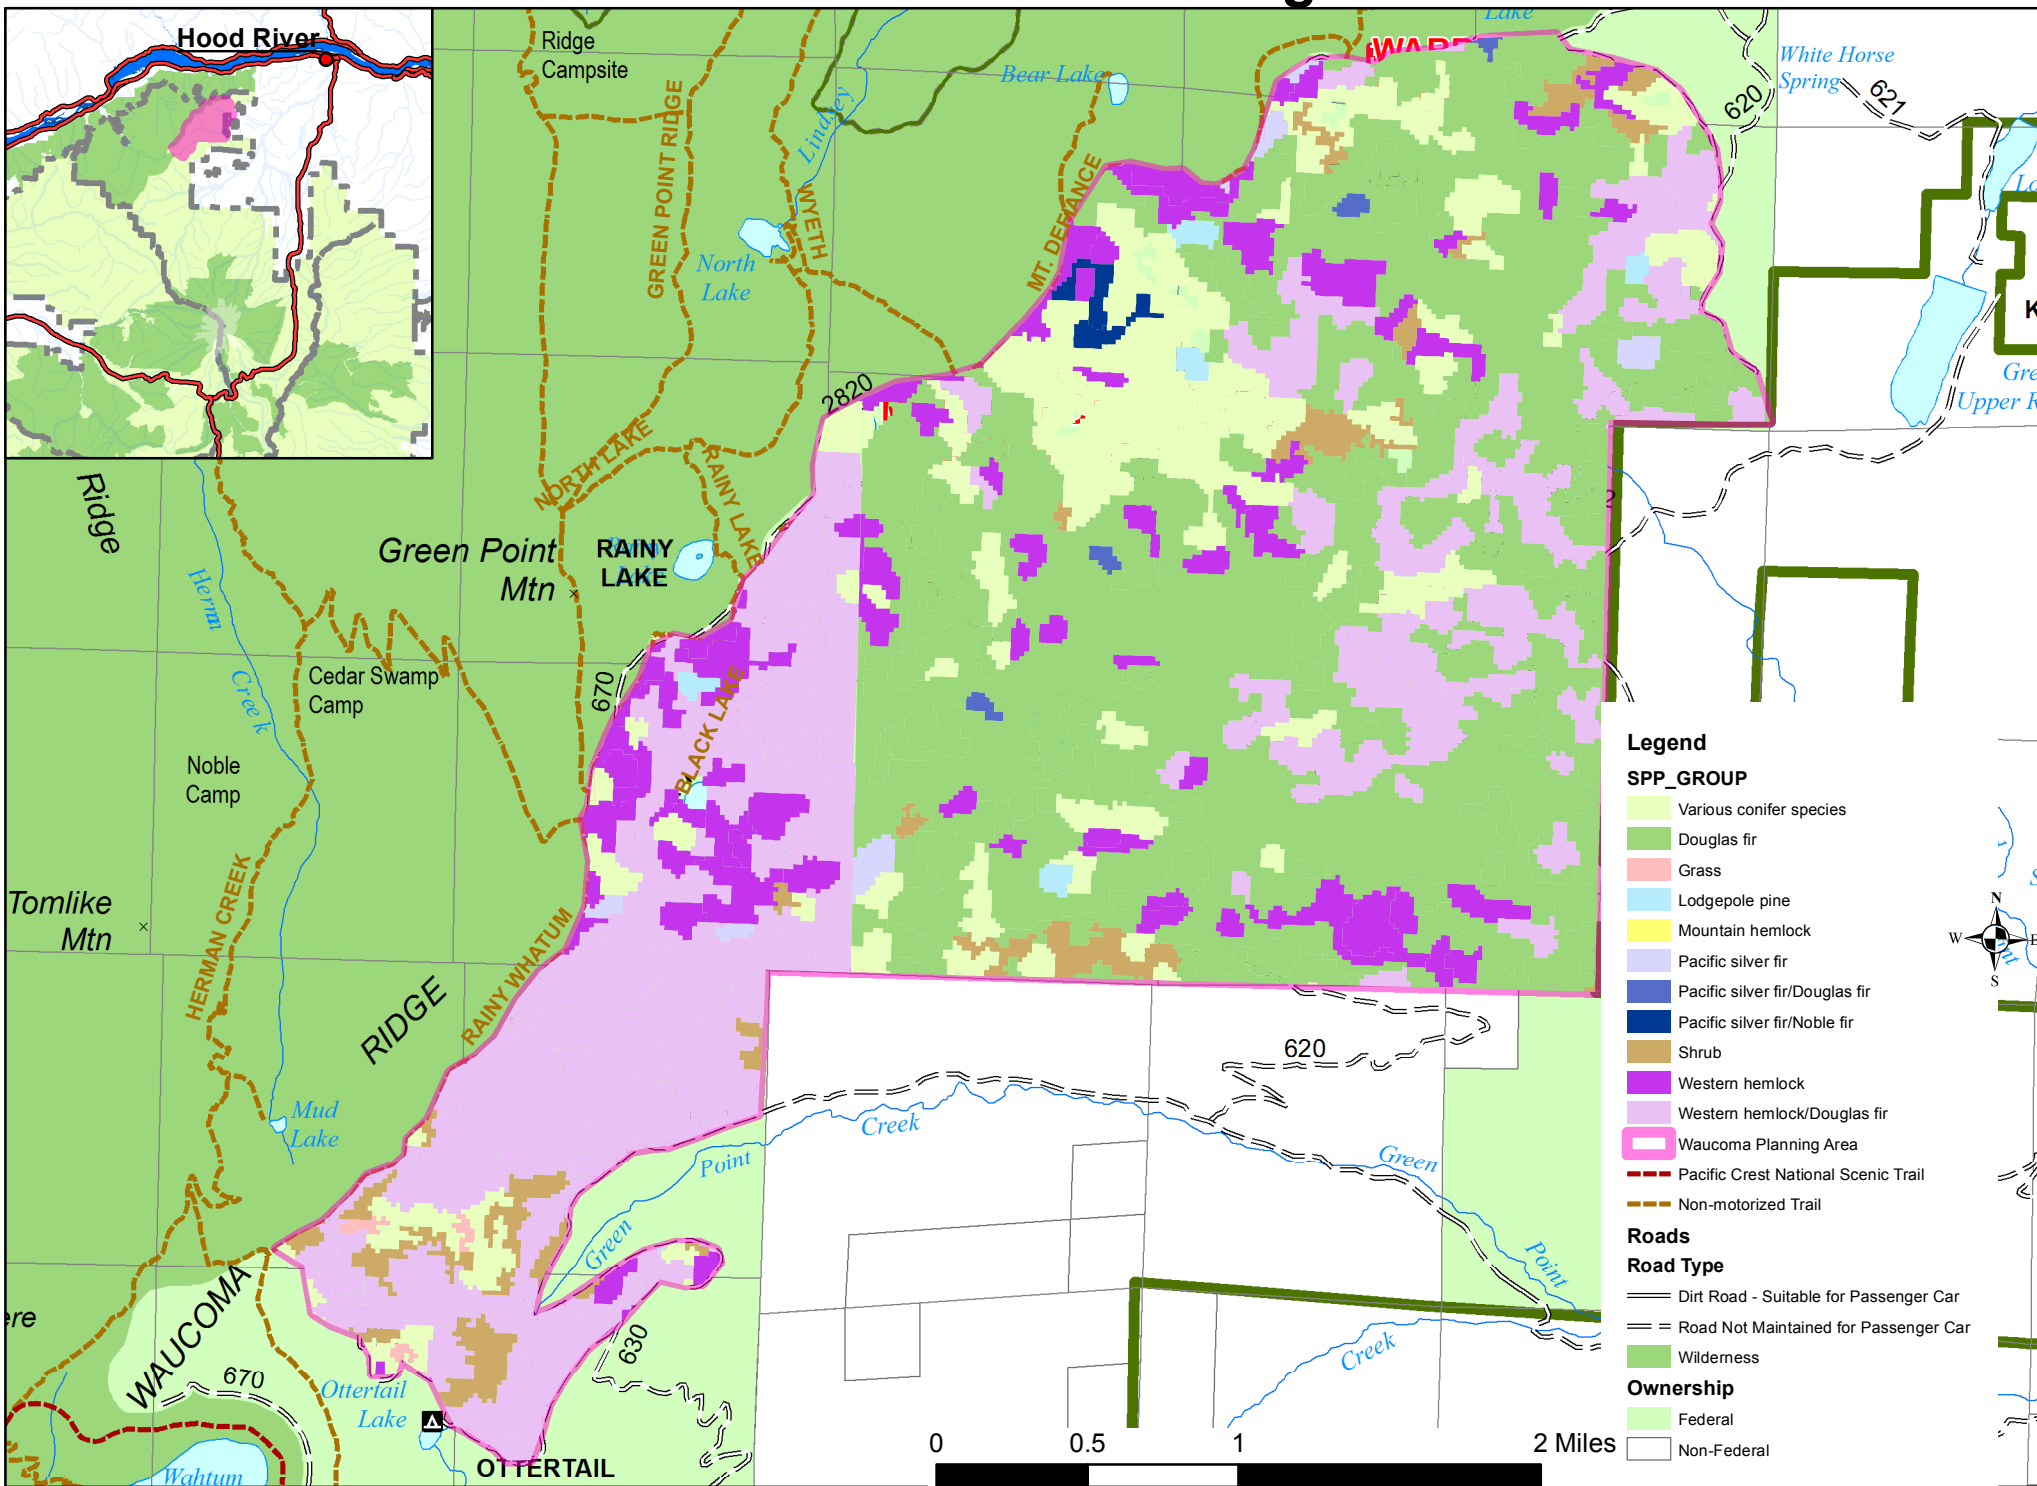 Hood River
Ridge
Campsite
Lake
White Horse
Spring
621
620
Bear Lake
Lindsey
GREEN POINT RIDGE
WYETH
MT. DEFIANCE
North
Lake
Upper
2820
NORTH LAKE
RAINY LAKE
Ridge
Green Point
Mtn
RAINY
LAKE
Creek
Cedar Swamp
Camp
670
BLACK LAKE
Noble
Camp
Tomlike
Mtn
HERMAN CREEK
RIDGE
RAINY WHATUM
Mud
Lake
620
Creek
Point
Green
Green
Point
Creek
WAUCOMA
670
630
Ottertail
Lake
OTTERTAIL
Wahtum
0 0.5 1 2 Miles
Legend
SPP_GROUP
Various conifer species
Douglas fir
Grass
Lodgepole pine
Mountain hemlock
Pacific silver fir
Pacific silver fir/Douglas fir
Pacific silver fir/Noble fir
Shrub
Western hemlock
Western hemlock/Douglas fir
Waucoma Planning Area
Pacific Crest National Scenic Trail
Non-motorized Trail
Roads
Road Type
Dirt Road - Suitable for Passenger Car
Road Not Maintained for Passenger Car
Wilderness
Ownership
Federal
Non-Federal
N
W
E
S